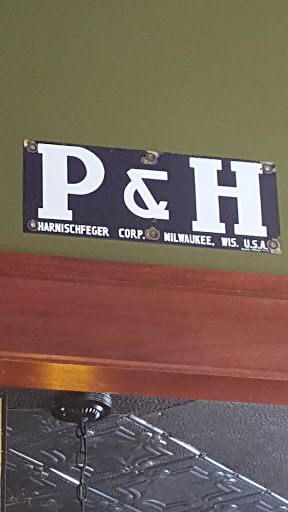 P & H
HARNISCHFEGER CORP. MILWAUKEE, WIS. U.S.A.